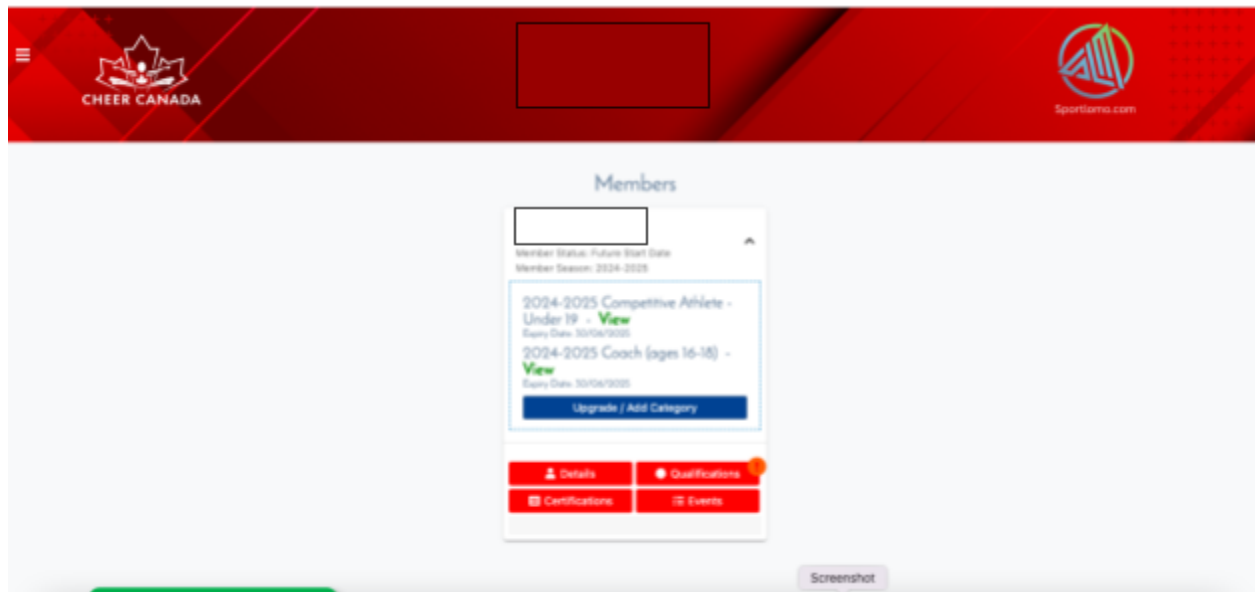 CHEER CANADA
Sportlomo.com
Members
Member Status: Future Start Date
Member Season: 2024-2025
2024-2025 Competitive Athlete -
Under 19 - View
Expiry Date: 30/06/2025
2024-2025 Coach (ages 16-18) -
View
Expiry Date: 30/06/2025
Upgrade / Add Category
Details
Qualifications
Certifications
Events
Screenshot